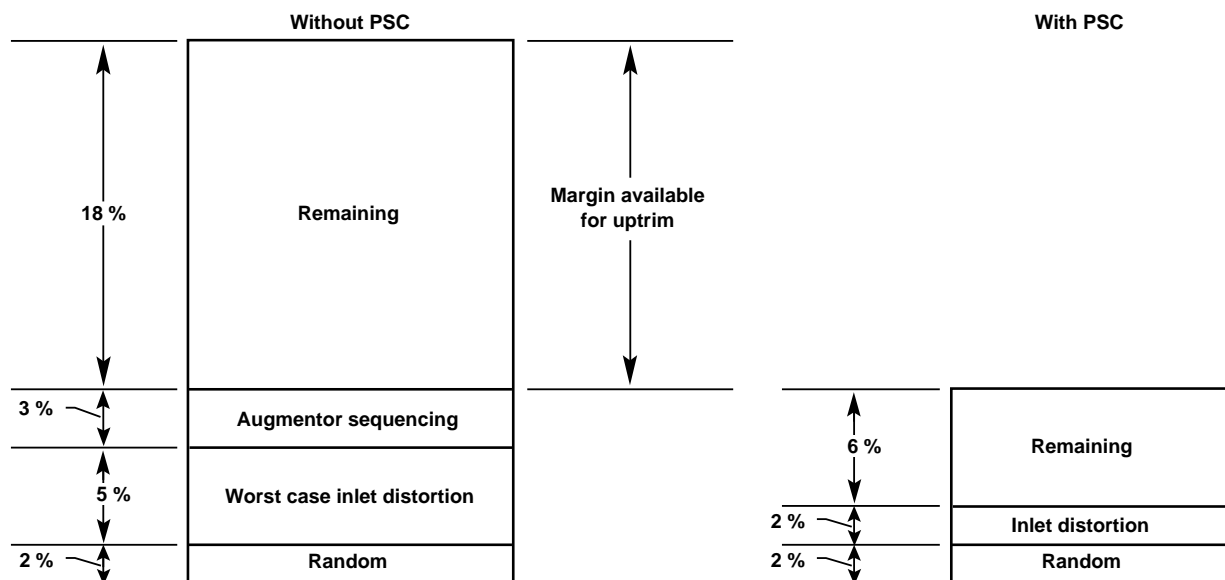 Without PSC
With PSC
18 %
Remaining
Margin available
for uptrim
3 %
Augmentor sequencing
6 %
Remaining
5 %
Worst case inlet distortion
2 %
Inlet distortion
2 %
Random
2 %
Random